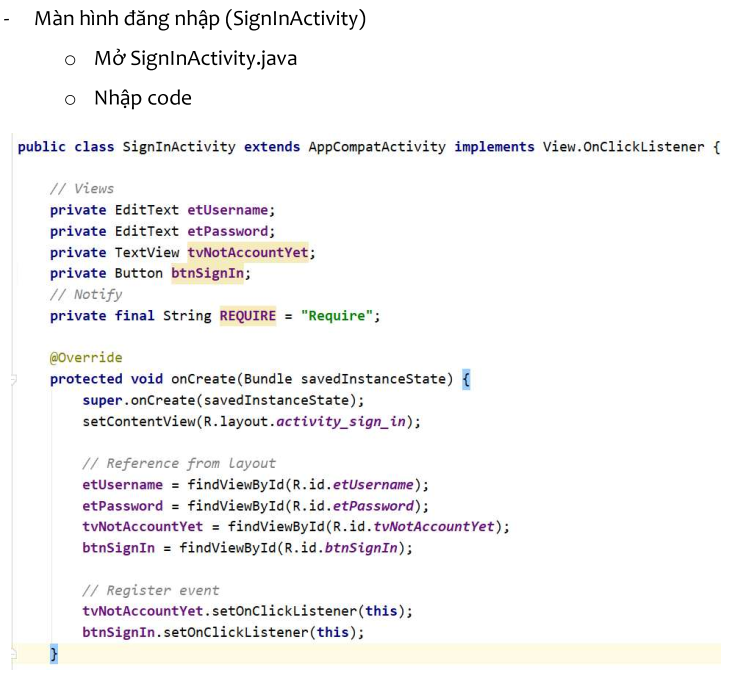 - Màn hình đăng nhập (SignInActivity)
o Mở SignInActivity.java
o Nhập code
public class SignInActivity extends AppCompatActivity implements View.OnClickListener {
// Views
private EditText etUsername;
private EditText etPassword;
private TextView tvNotAccountYet;
private Button btnSignIn;
// Notify
private final String REQUIRE = "Require";
@Override
protected void onCreate(Bundle savedInstanceState) {
super.onCreate(savedInstanceState);
setContentView(R.layout.activity_sign_in);
// Reference from layout
etUsername = findViewById(R.id.etUsername);
etPassword = findViewById(R.id.etPassword);
tvNotAccountYet = findViewById(R.id.tvNotAccountYet);
btnSignIn = findViewById(R.id.btnSignIn);
// Register event
tvNotAccountYet.setOnClickListener(this);
btnSignIn.setOnClickListener(this);
}